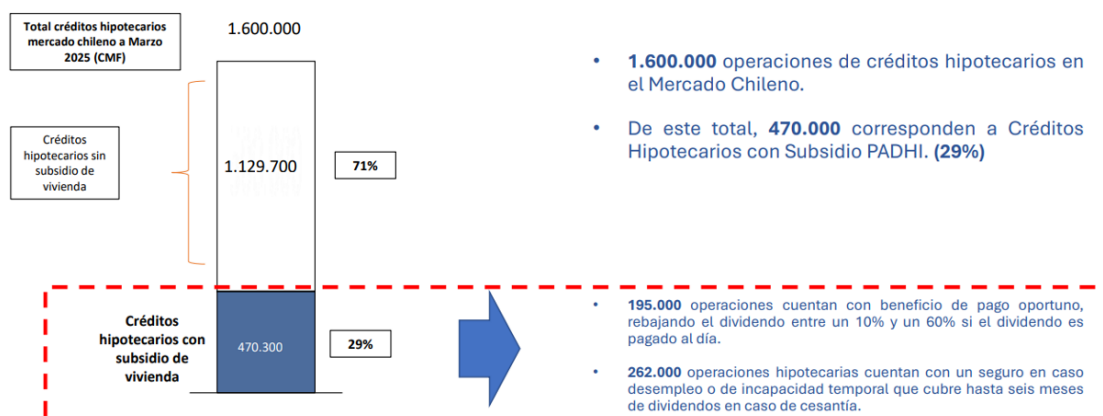 Total créditos hipotecarios
mercado chileno a Marzo
2025 (CMF)
1.600.000
Créditos
hipotecarios sin
subsidio de
vivienda
1.129.700
71%
Créditos
hipotecarios con
subsidio de
vivienda
470.300
29%
• 1.600.000 operaciones de créditos hipotecarios en
el Mercado Chileno.
• De este total, 470.000 corresponden a Créditos
Hipotecarios con Subsidio PADHI. (29%)
• 195.000 operaciones cuentan con beneficio de pago oportuno,
rebajando el dividendo entre un 10% y un 60% si el dividendo es
pagado al día.
• 262.000 operaciones hipotecarias cuentan con un seguro en caso
desempleo o de incapacidad temporal que cubre hasta seis meses
de dividendos en caso de cesantía.